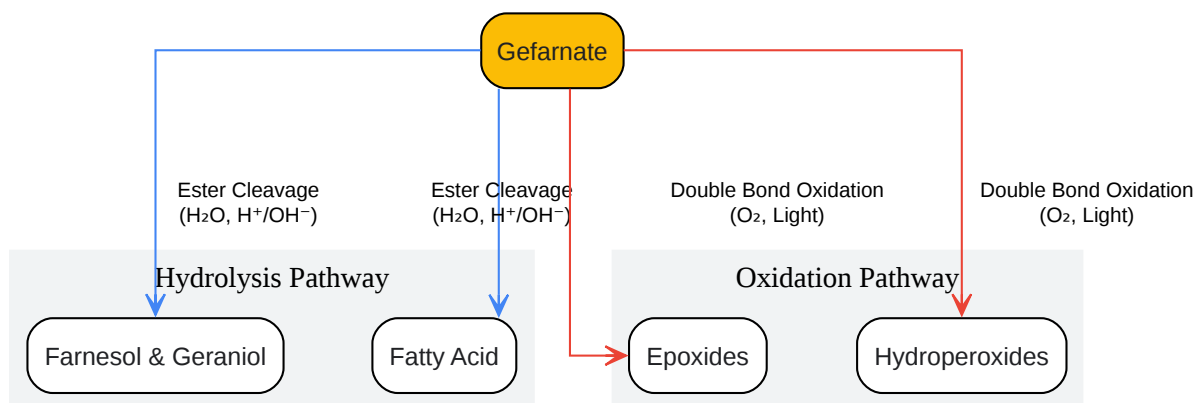 Gefarnate
Ester Cleavage
(H₂O, H⁺/OH⁻)
Ester Cleavage
(H₂O, H⁺/OH⁻)
Double Bond Oxidation
(O₂, Light)
Double Bond Oxidation
(O₂, Light)
Hydrolysis Pathway
Oxidation Pathway
Farnesol & Geraniol
Fatty Acid
Epoxides
Hydroperoxides